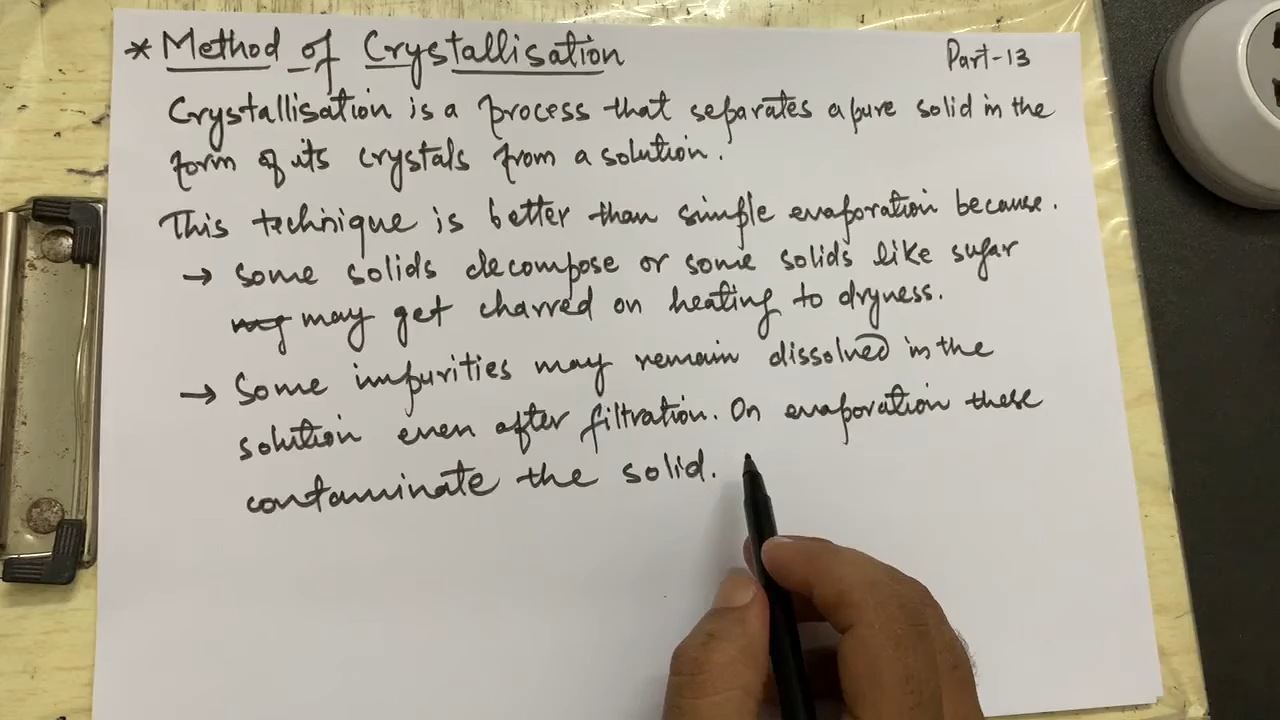 * Method of Crystallisation
Part-13
Crystallisation is a process that separates a pure solid in the
form of its crystals from a solution.
This technique is better than simple evaporation because.
→ some solids decompose or some solids like sugar
may get charred on heating to dryness.
→ Some impurities may remain dissolved in the
solution even after filtration. On evaporation these
contaminate the solid.